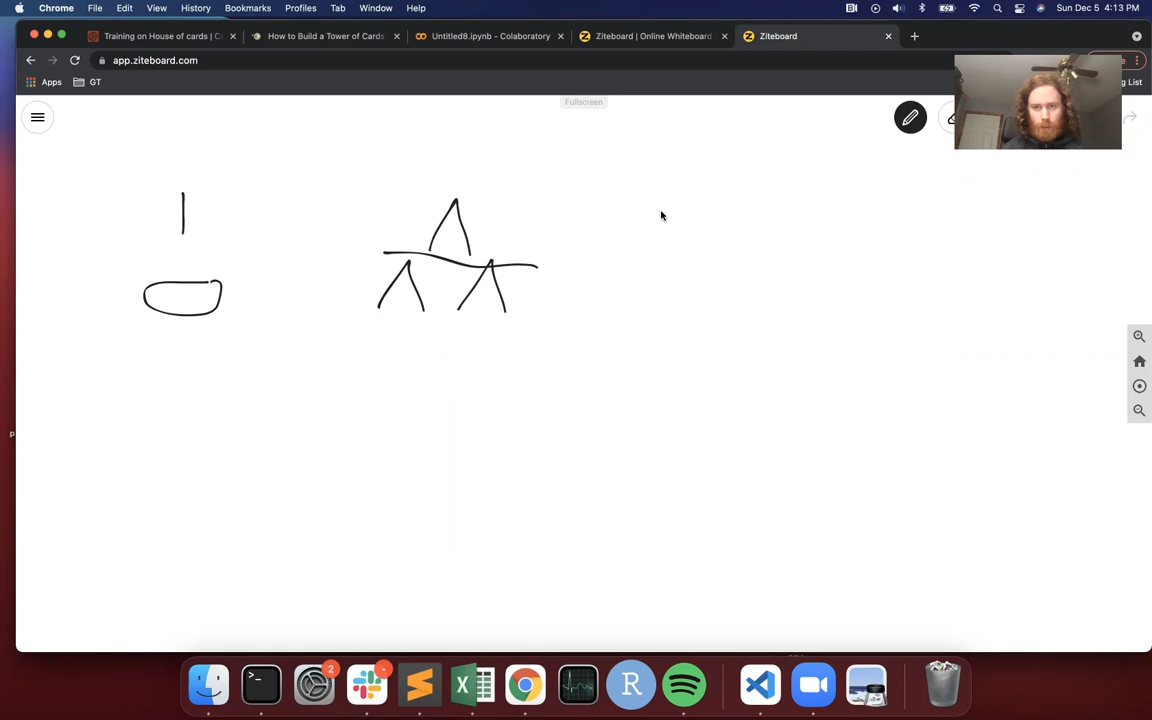 Chrome File Edit View History Bookmarks Profiles Tab Window Help Sun Dec 5 4:13 PM
Training on House of cards | C How to Build a Tower of Cards: Untitled8.ipynb - Colaboratory Ziteboard | Online Whiteboard Ziteboard
app.ziteboard.com
Apps GT
Fullscreen
1
2
R